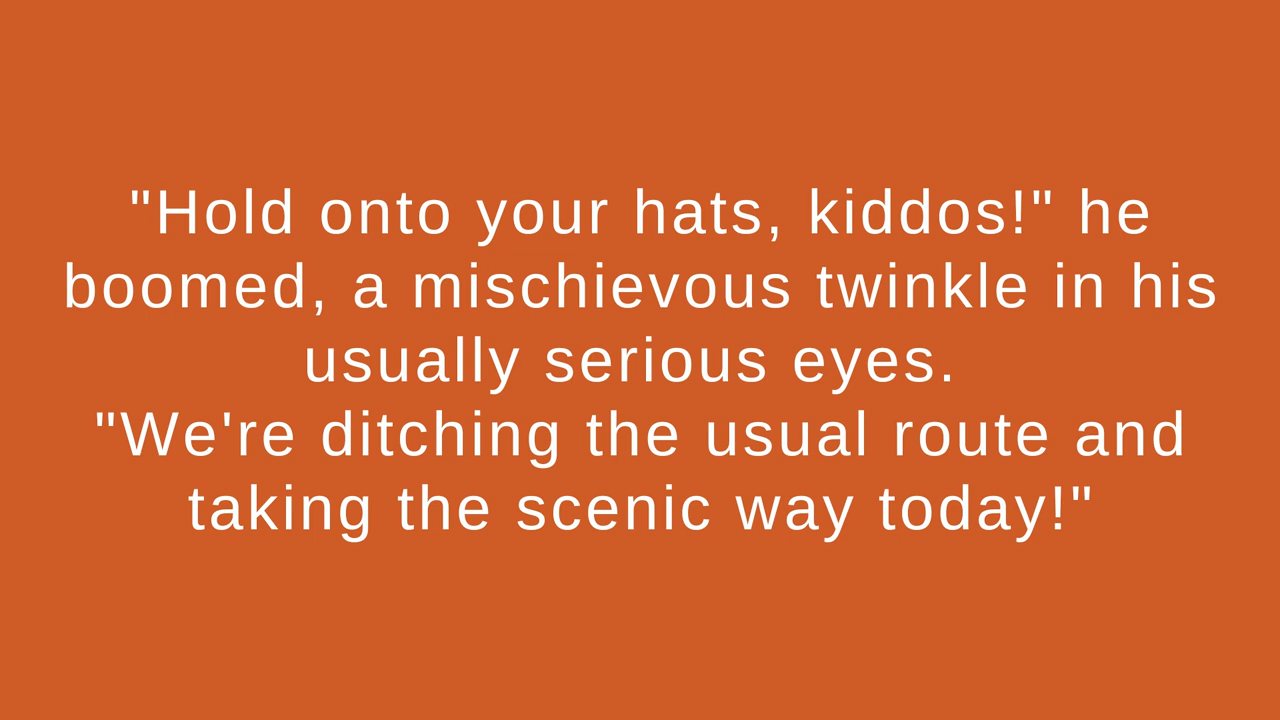 "Hold onto your hats, kiddos!" he
boomed, a mischievous twinkle in his
usually serious eyes.
"We're ditching the usual route and
taking the scenic way today!"